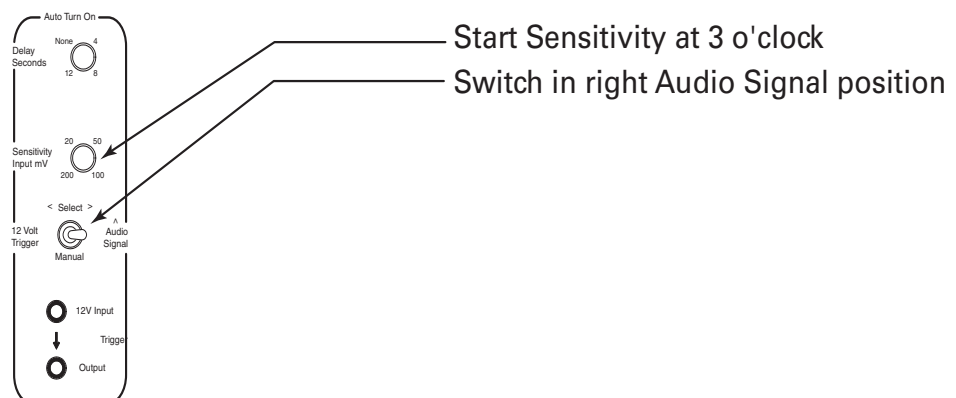 Auto Turn On
None 4
Delay
Seconds
12 8
Start Sensitivity at 3 o'clock
Switch in right Audio Signal position
20 50
Sensitivity
Input mV
200 100
< Select >
^
12 Volt
Trigger
Audio
Signal
Manual
12V Input
Trigger
Output